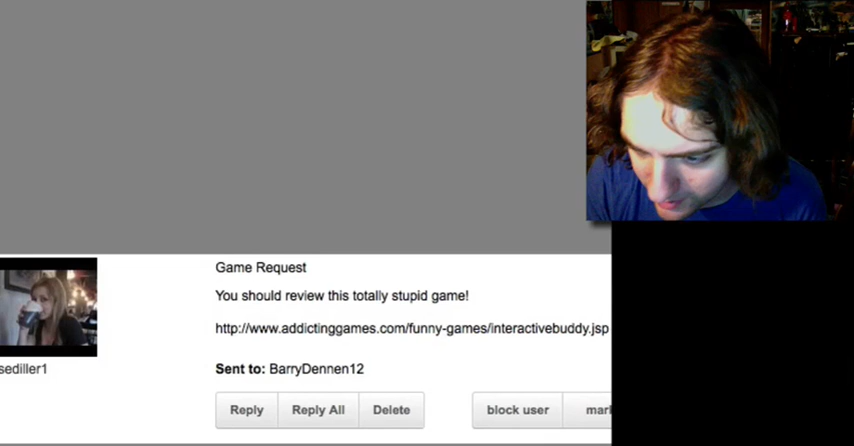 Game Request
You should review this totally stupid game!
http://www.addictinggames.com/funny-games/interactivebuddy.jsp
sediller1
Sent to: BarryDennen12
Reply Reply All Delete block user mar